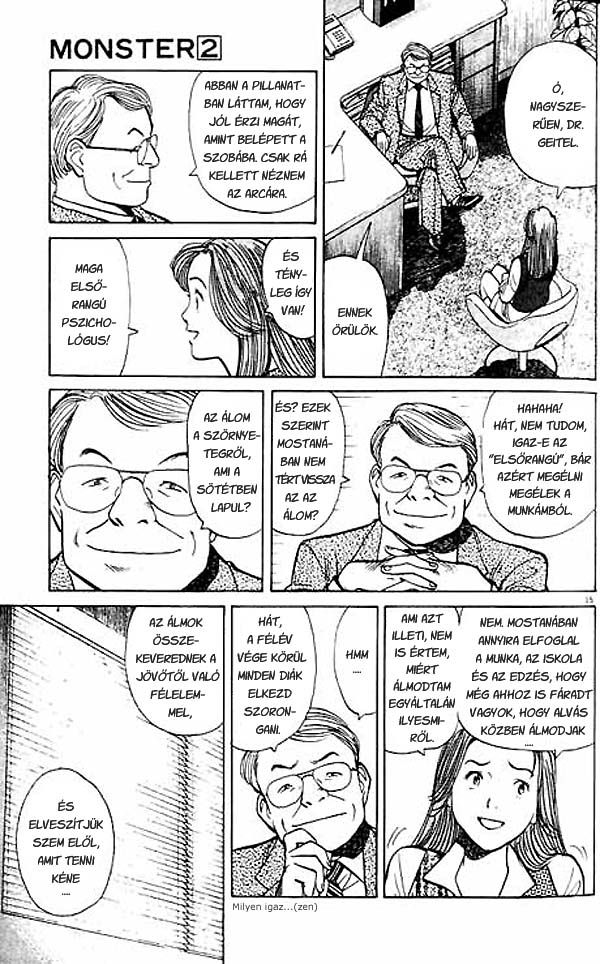 MONSTER 2
Ó,
NAGYSZE-
RŰEN, DR.
GEITEL.
ENNEK
ÖRÜLÖK.
ABBAN A PILLANAT-
BAN LÁTTAM, HOGY
JÓL ÉRZI MAGÁT,
AMINT BELÉPETT A
SZOBÁBA. CSAK RÁ
KELLETT NÉZNEM
AZ ARCÁRA.
ÉS
TÉNY-
LEG ÍGY
VAN!
MAGA
ELSŐ-
RANGÚ
PSZICHO-
LÓGUS!
HAHAHA!
HÁT, NEM TUDOM,
IGAZ-E AZ
"ELSŐRANGÚ", BÁR
AZÉRT MEGÉLNI
MEGÉLEK A
MUNKÁMBÓL.
ÉS? EZEK
SZERINT
MOSTANÁ-
BAN NEM
TÉRTVISSZA
AZ AZ
ÁLOM?
AZ ÁLOM
A SZÖRNYE-
TEGRŐL,
AMI A
SÖTÉTBEN
LAPUL?
15
NEM. MOSTANÁBAN
ANNYIRA ELFOGLAL
A MUNKA, AZ ISKOLA
ÉS AZ EDZÉS, HOGY
MÉG AHHOZ IS FÁRADT
VAGYOK, HOGY ALVÁS
KÖZBEN ÁLMODJAK
....
AMI AZT
ILLETI, NEM
IS ÉRTEM,
MIÉRT
ÁLMODTAM
EGYÁLTALÁN
ILYESMI-
RŐL.
HMM
....
HÁT,
A FÉLÉV
VÉGE KÖRÜL
MINDEN DIÁK
ELKEZD
SZORON-
GANI.
AZ ÁLMOK
ÖSSZE-
KEVEREDNEK A
JÖVŐTŐL VALÓ
FÉLELEM-
MEL,
ÉS
ELVESZÍTJÜK
SZEM ELŐL,
AMIT TENNI
KÉNE
....
Milyen igaz...(zen)